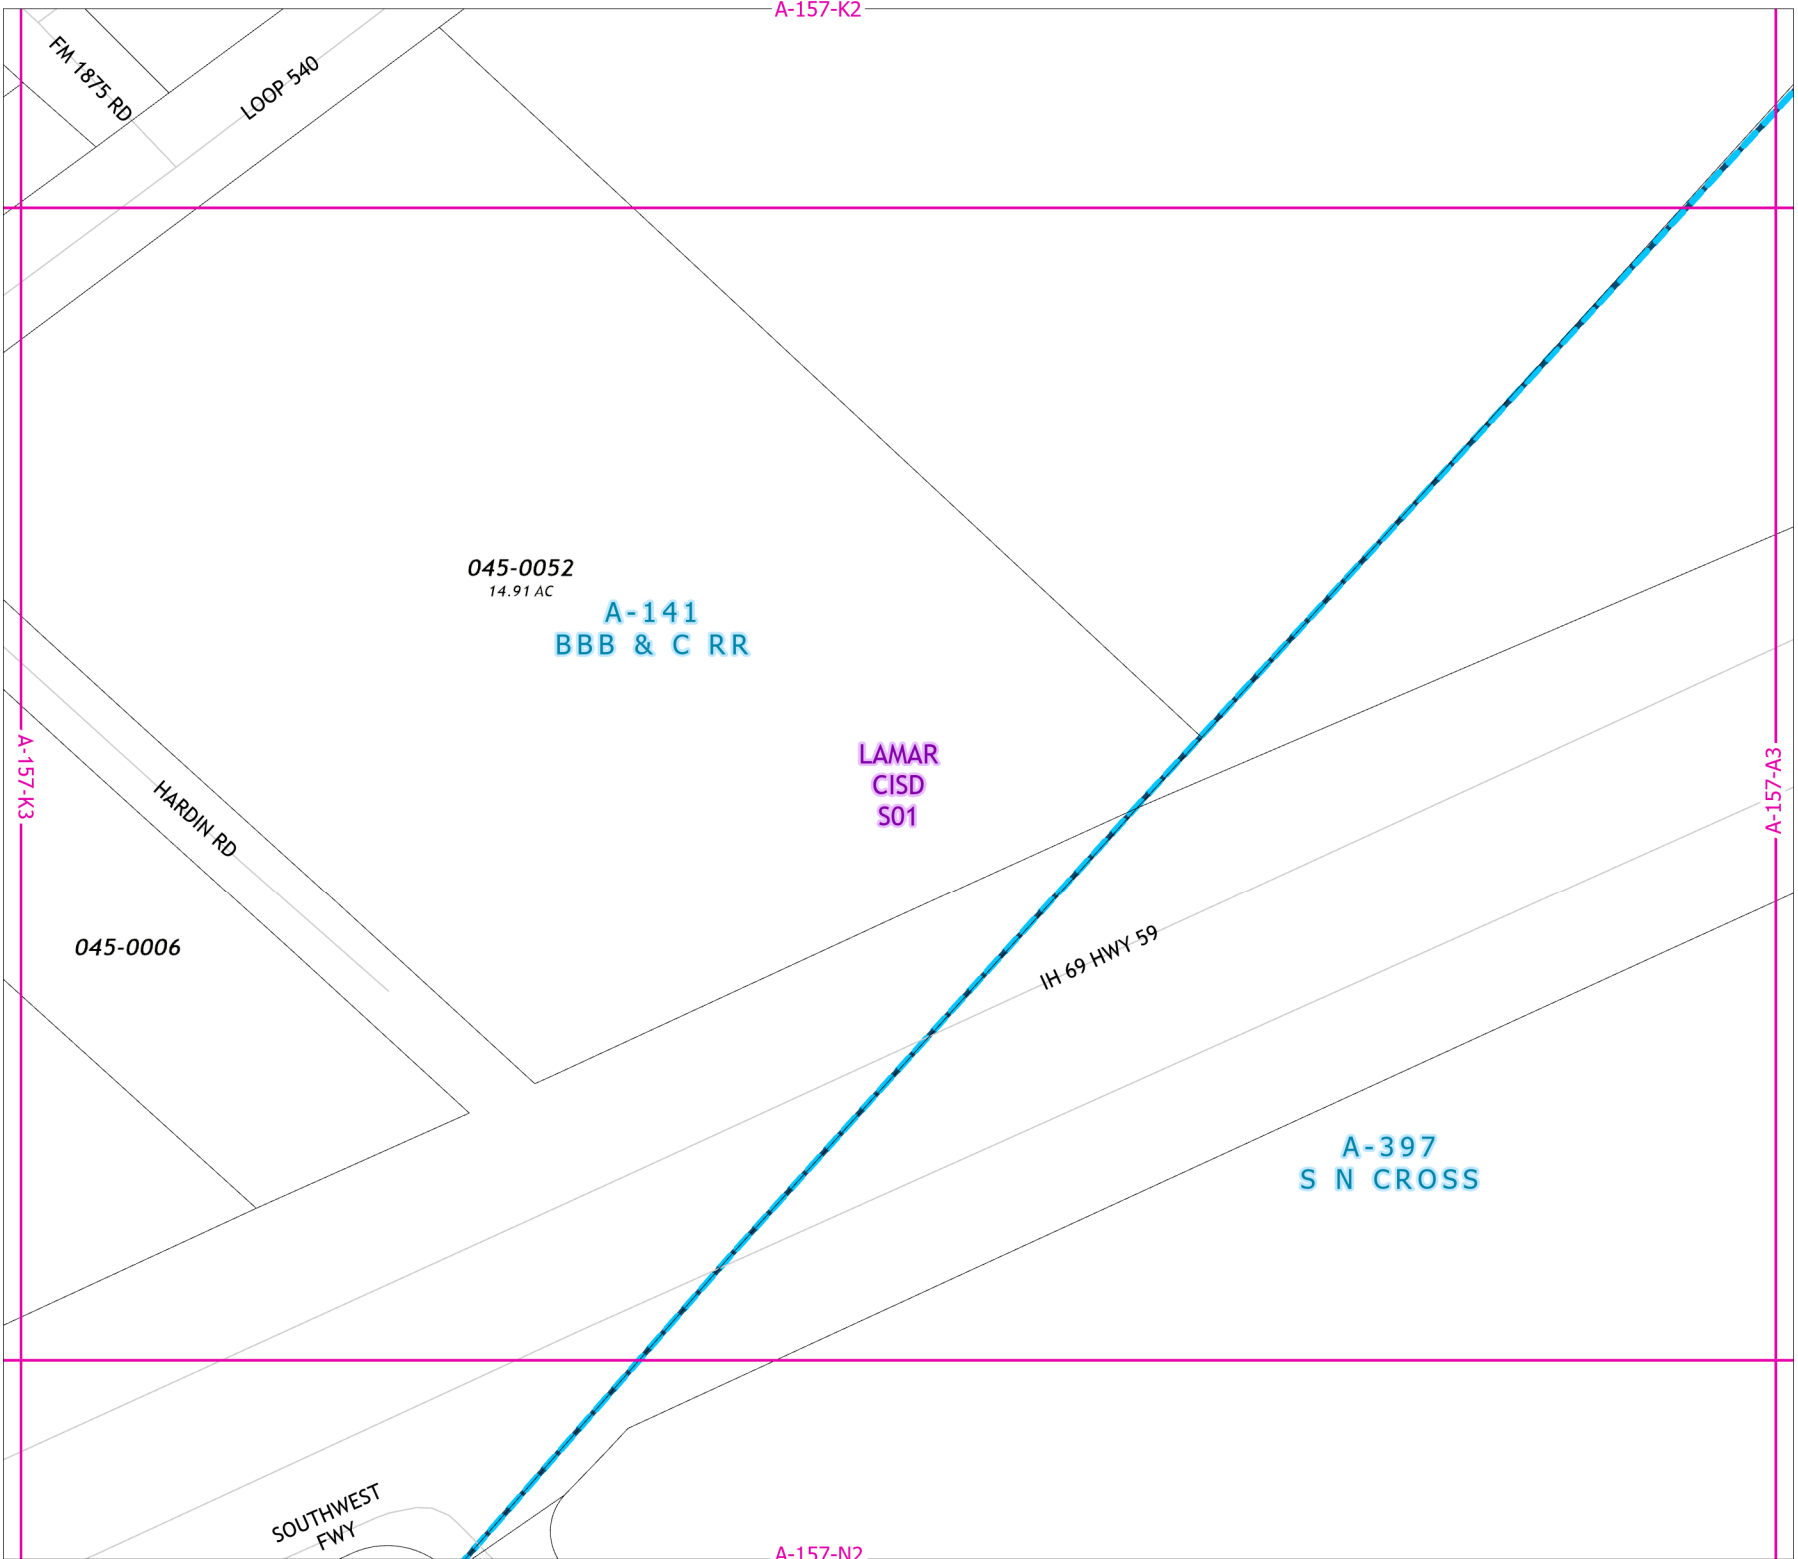 A-157-K2
FM 1875 RD
LOOP 540
045-0052
14.91 AC
A-141
BBB & C RR
LAMAR
CISD
S01
A-157-K3
A-157-A3
HARDIN RD
045-0006
IH 69 HWY 59
A-397
S N CROSS
SOUTHWEST
FWY
A-157-N2